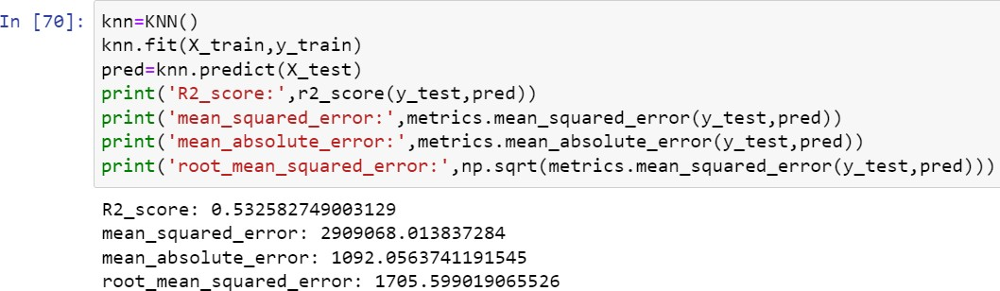 In [70]:
knn=KNN()
knn.fit(X_train,y_train)
pred=knn.predict(X_test)
print('R2_score:',r2_score(y_test,pred))
print('mean_squared_error:',metrics.mean_squared_error(y_test,pred))
print('mean_absolute_error:',metrics.mean_absolute_error(y_test,pred))
print('root_mean_squared_error:',np.sqrt(metrics.mean_squared_error(y_test,pred)))
R2_score: 0.532582749003129
mean_squared_error: 2909068.013837284
mean_absolute_error: 1092.0563741191545
root_mean_squared_error: 1705.599019065526